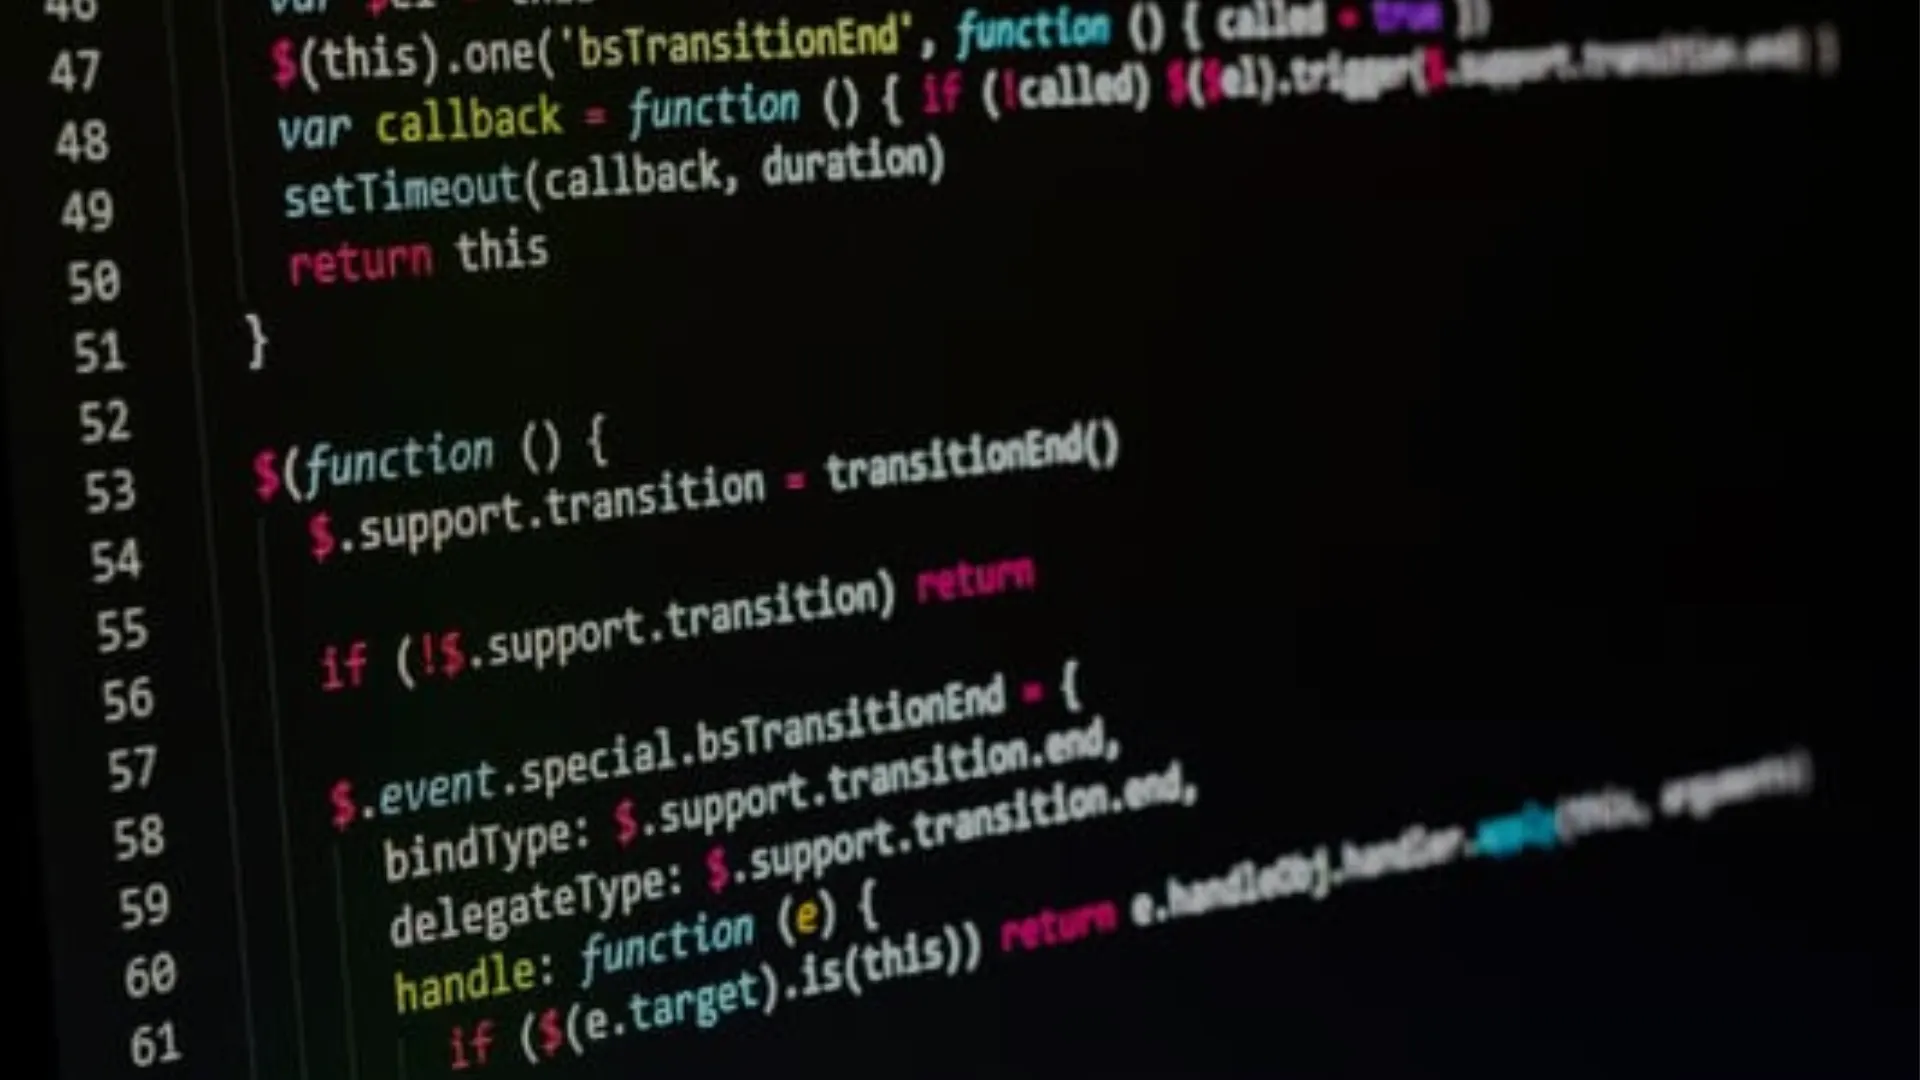 46 var $el = this
47 $(this).one('bsTransitionEnd', function () { called = true })
48 var callback = function () { if (!called) $($el).trigger($.support.transition.end) }
49 setTimeout(callback, duration)
50 return this
51 }
52
53 $(function () {
54 $.support.transition = transitionEnd()
55
56 if (!$.support.transition) return
57
58 $.event.special.bsTransitionEnd = {
59 bindType: $.support.transition.end,
60 delegateType: $.support.transition.end,
61 handle: function (e) {
if ($(e.target).is(this)) return e.handleObj.handler.apply(this, arguments)